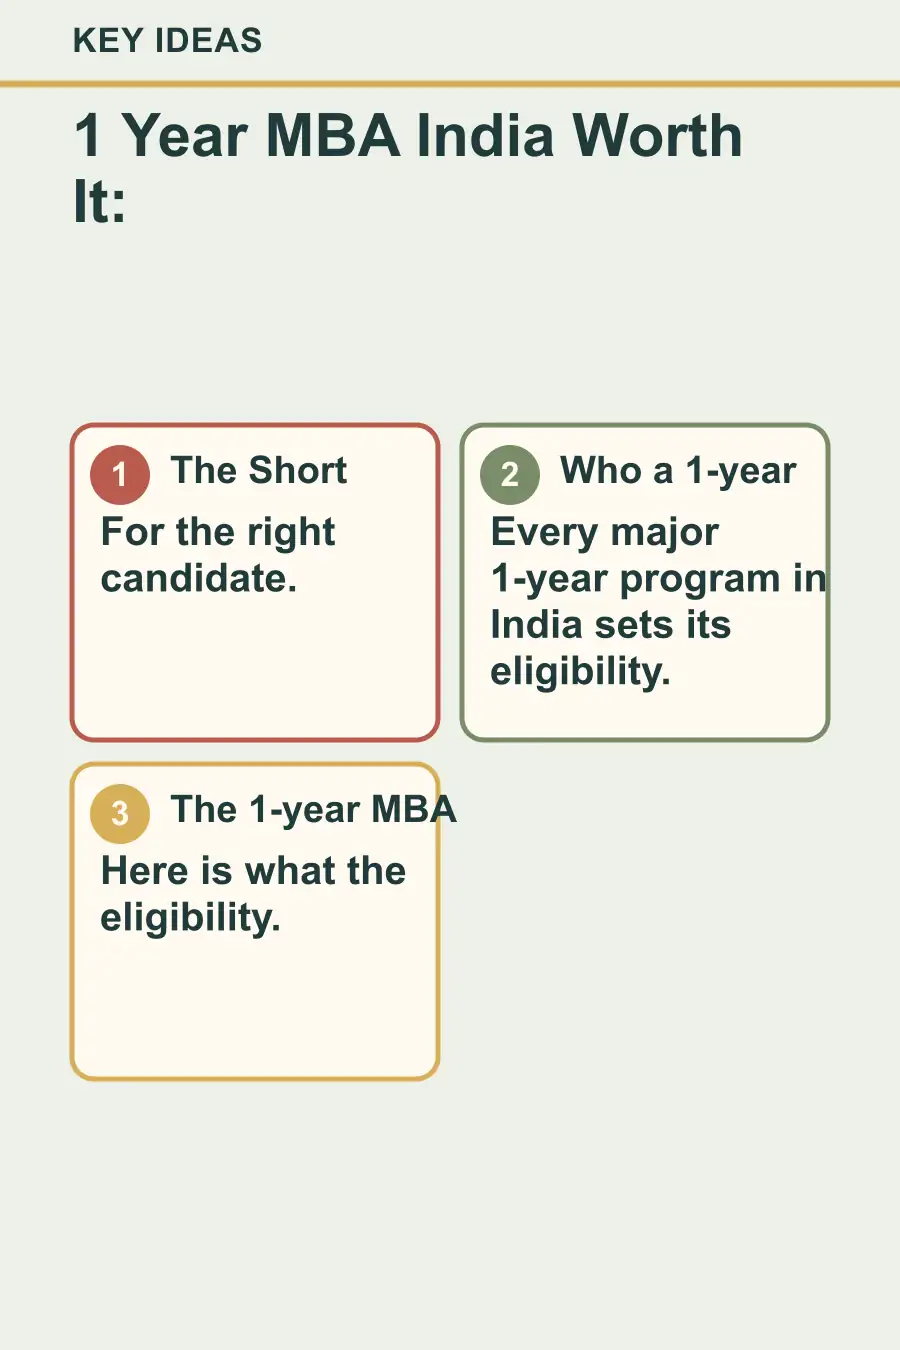 KEY IDEAS
1 Year MBA India Worth
It:
1 The Short
For the right
candidate.
2 Who a 1-year
Every major
1-year program in
India sets its
eligibility.
3 The 1-year MBA
Here is what the
eligibility.